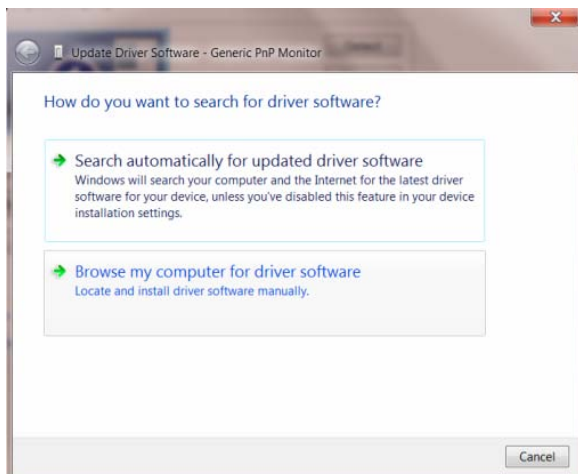 Update Driver Software - Generic PnP Monitor
How do you want to search for driver software?
Search automatically for updated driver software
Windows will search your computer and the Internet for the latest driver
software for your device, unless you've disabled this feature in your device
installation settings.
Browse my computer for driver software
Locate and install driver software manually.
Cancel